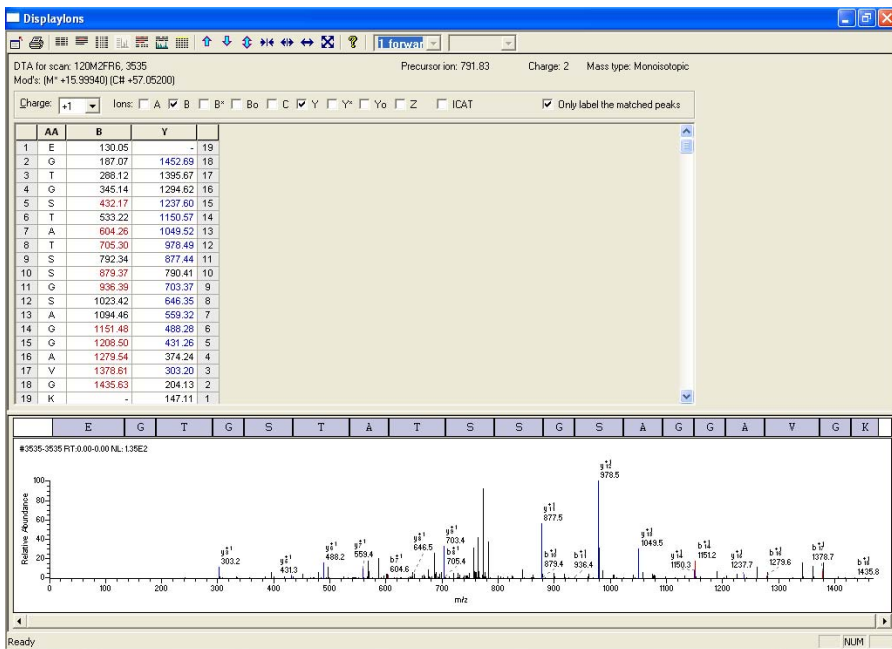 DisplayIons
1 forwar
DTA for scan: 120M2FR6, 3535 Precursor ion: 791.83 Charge: 2 Mass type: Monoisotopic
Mod's: (M* +15.99940) (C# +57.05200)
Charge: +1 Ions: A B B* Bo C Y Y* Yo Z ICAT Only label the matched peaks
AA B Y
1 E 130.05 - 19
2 G 187.07 1452.69 18
3 T 288.12 1395.67 17
4 G 345.14 1294.62 16
5 S 432.17 1237.60 15
6 T 533.22 1150.57 14
7 A 604.26 1049.52 13
8 T 705.30 978.49 12
9 S 792.34 877.44 11
10 S 879.37 790.41 10
11 G 936.39 703.37 9
12 S 1023.42 646.35 8
13 A 1094.46 559.32 7
14 G 1151.48 488.28 6
15 G 1208.50 431.26 5
16 A 1279.54 374.24 4
17 V 1378.61 303.20 3
18 G 1435.63 204.13 2
19 K - 147.11 1
E G T G S T A T S S G S A G G A V G K
#3535-3535 RT:0.00-0.00 NL: 1.35E2
Relative Abundance
100
80
60
40
20
0
303.2
431.3
488.2
559.4
604.6
646.5
703.4
705.4
877.5
879.4
936.4
978.5
1049.5
1150.3
1151.2
1237.7
1279.6
1378.7
1435.8
0 100 200 300 400 500 600 700 800 900 1000 1100 1200 1300 1400
m/z
Ready NUM